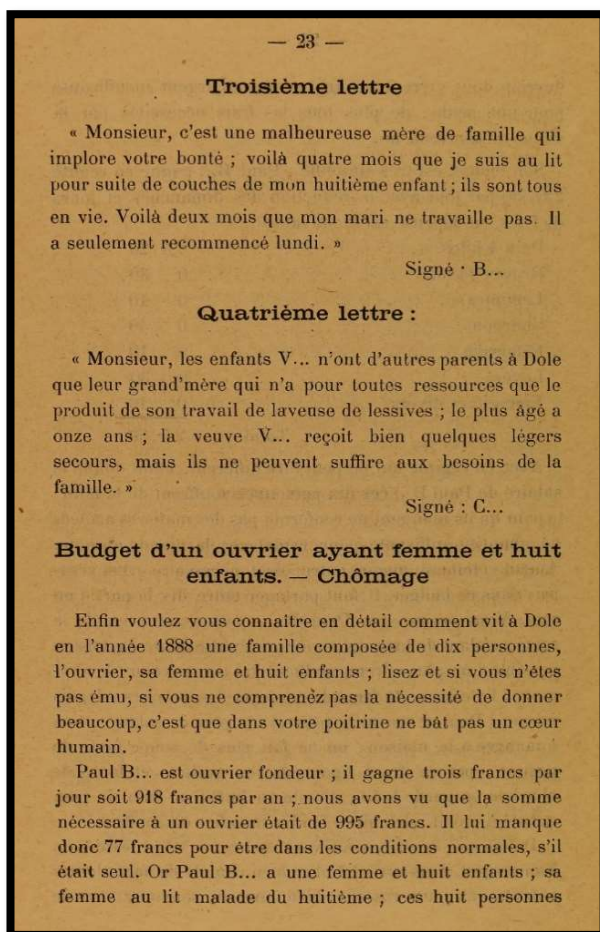 — 23 —
Troisième lettre
« Monsieur, c'est une malheureuse mère de famille qui
implore votre bonté ; voilà quatre mois que je suis au lit
pour suite de couches de mon huitième enfant ; ils sont tous
en vie. Voilà deux mois que mon mari ne travaille pas. Il
a seulement recommencé lundi. »
Signé : B...
Quatrième lettre :
« Monsieur, les enfants V... n'ont d'autres parents à Dole
que leur grand'mère qui n'a pour toutes ressources que le
produit de son travail de laveuse de lessives ; le plus âgé a
onze ans ; la veuve V... reçoit bien quelques légers
secours, mais ils ne peuvent suffire aux besoins de la
famille. »
Signé : C...
Budget d'un ouvrier ayant femme et huit
enfants. — Chômage
Enfin voulez vous connaitre en détail comment vit à Dole
en l'année 1888 une famille composée de dix personnes,
l'ouvrier, sa femme et huit enfants ; lisez et si vous n'êtes
pas ému, si vous ne comprenez pas la nécessité de donner
beaucoup, c'est que dans votre poitrine ne bât pas un cœur
humain.
Paul B... est ouvrier fondeur ; il gagne trois francs par
jour soit 918 francs par an ; nous avons vu que la somme
nécessaire à un ouvrier était de 995 francs. Il lui manque
donc 77 francs pour être dans les conditions normales, s'il
était seul. Or Paul B... a une femme et huit enfants ; sa
femme au lit malade du huitième ; ces huit personnes